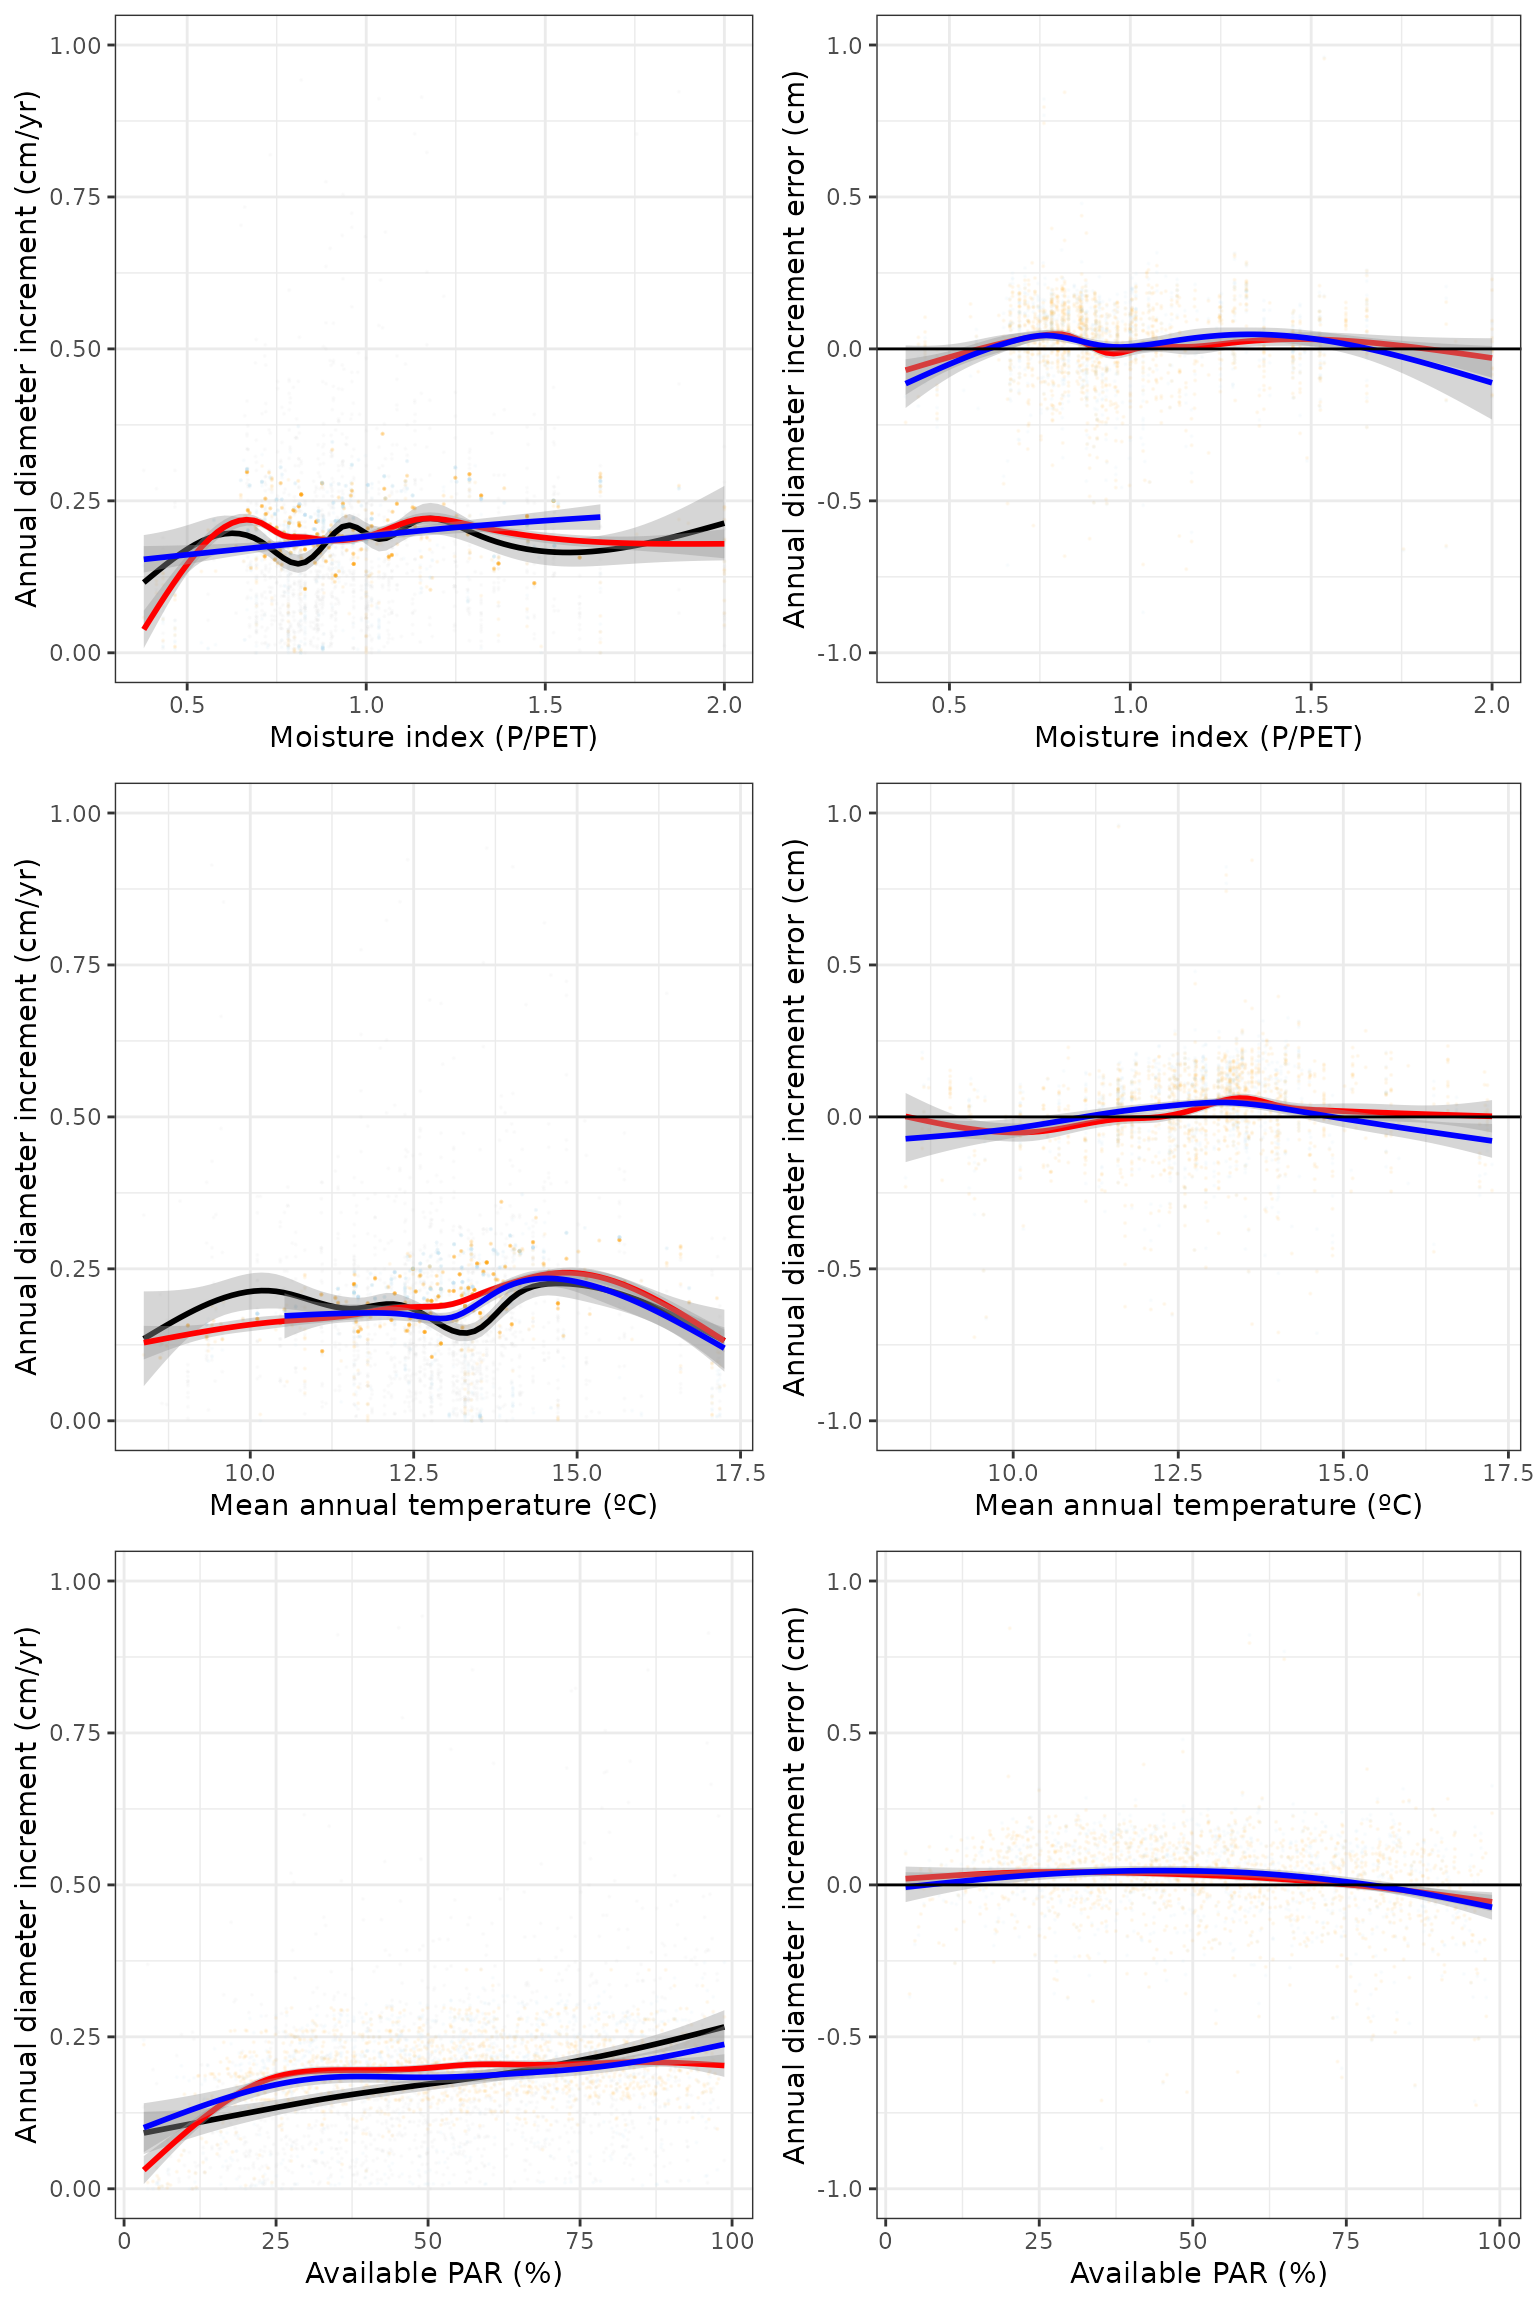 Annual diameter increment (cm/yr)
1.00
0.75
0.50
0.25
0.00
0.5 1.0 1.5 2.0
Moisture index (P/PET)
Annual diameter increment error (cm)
1.0
0.5
0.0
-0.5
-1.0
0.5 1.0 1.5 2.0
Moisture index (P/PET)
Annual diameter increment (cm/yr)
1.00
0.75
0.50
0.25
0.00
10.0 12.5 15.0 17.5
Mean annual temperature (ºC)
Annual diameter increment error (cm)
1.0
0.5
0.0
-0.5
-1.0
10.0 12.5 15.0 17.5
Mean annual temperature (ºC)
Annual diameter increment (cm/yr)
1.00
0.75
0.50
0.25
0.00
0 25 50 75 100
Available PAR (%)
Annual diameter increment error (cm)
1.0
0.5
0.0
-0.5
-1.0
0 25 50 75 100
Available PAR (%)